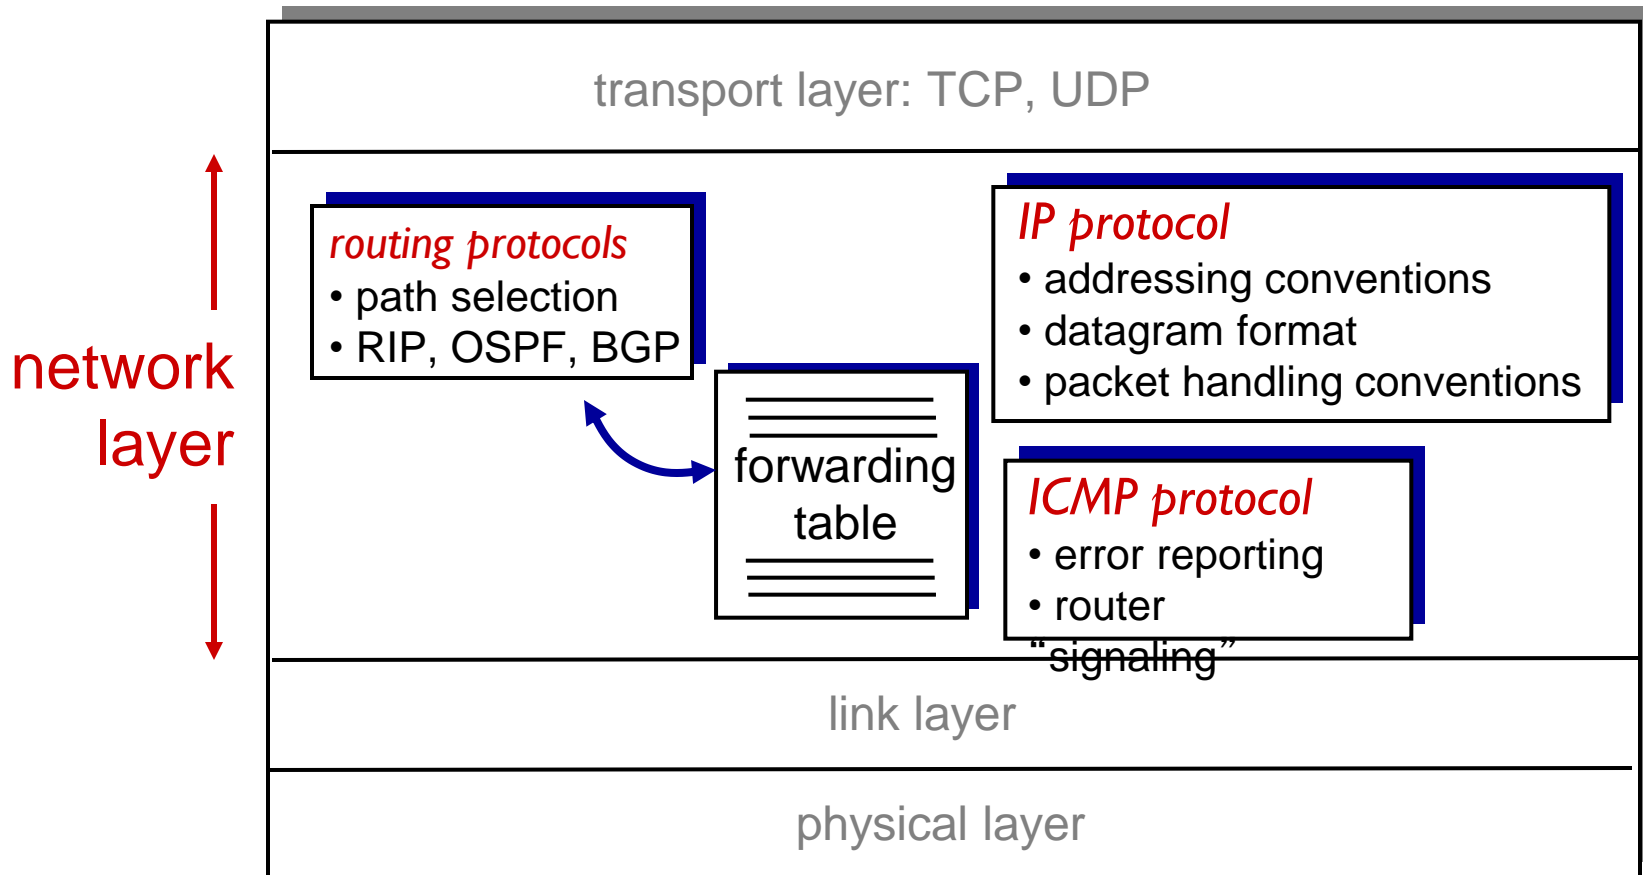 transport layer: TCP, UDP
network
layer
routing protocols
• path selection
• RIP, OSPF, BGP
forwarding
table
IP protocol
• addressing conventions
• datagram format
• packet handling conventions
ICMP protocol
• error reporting
• router
“signaling”
link layer
physical layer